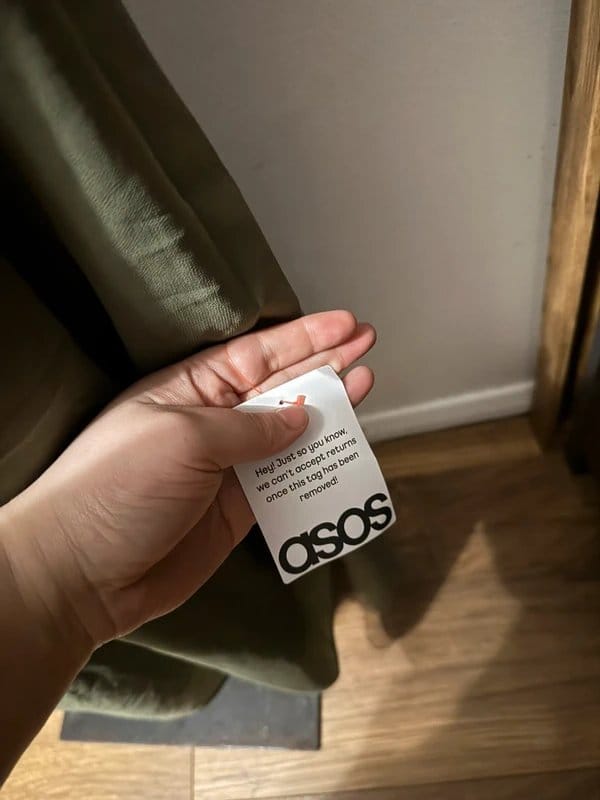 Hey! Just so you know,
we can't accept returns
once this tag has been
removed!
asos